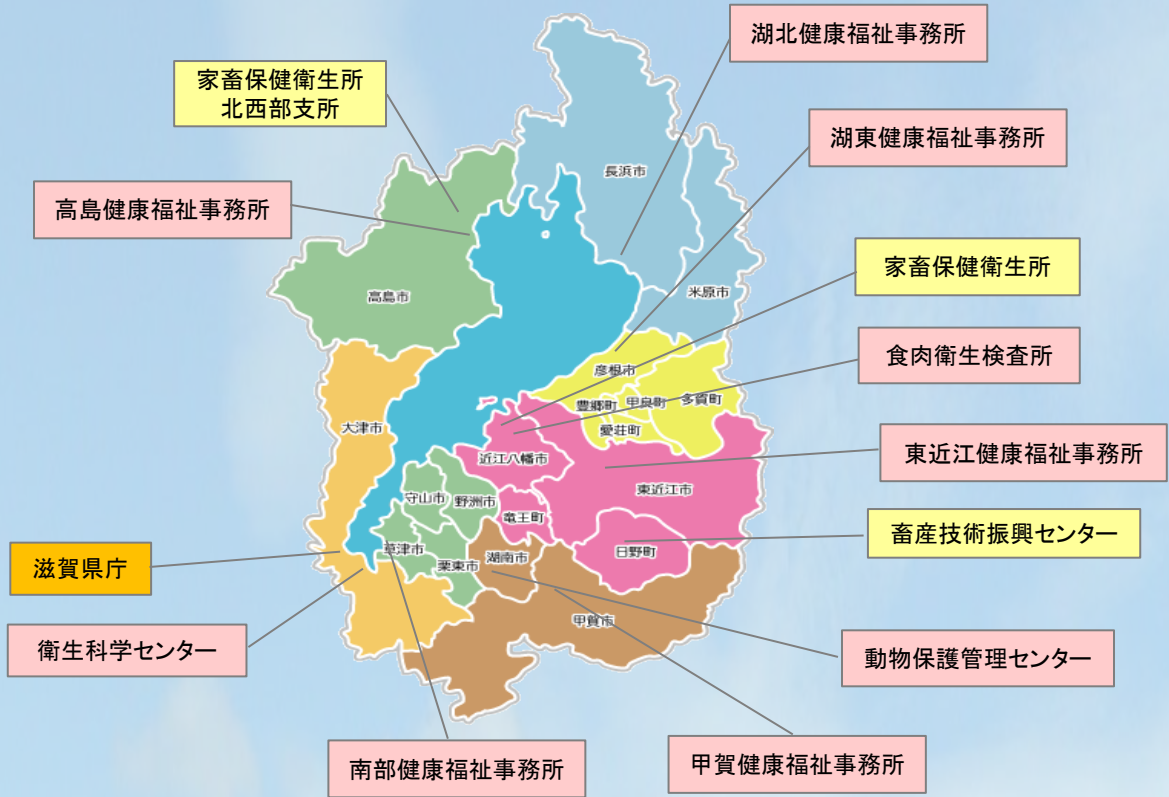 湖北健康福祉事務所
家畜保健衛生所
北西部支所
湖東健康福祉事務所
高島健康福祉事務所
家畜保健衛生所
食肉衛生検査所
東近江健康福祉事務所
畜産技術振興センター
滋賀県庁
衛生科学センター
動物保護管理センター
南部健康福祉事務所
甲賀健康福祉事務所
長浜市
米原市
高島市
彦根市
豊郷町
甲良町
多賀町
愛荘町
大津市
近江八幡市
東近江市
守山市
野洲市
竜王町
草津市
栗東市
湖南市
日野町
甲賀市